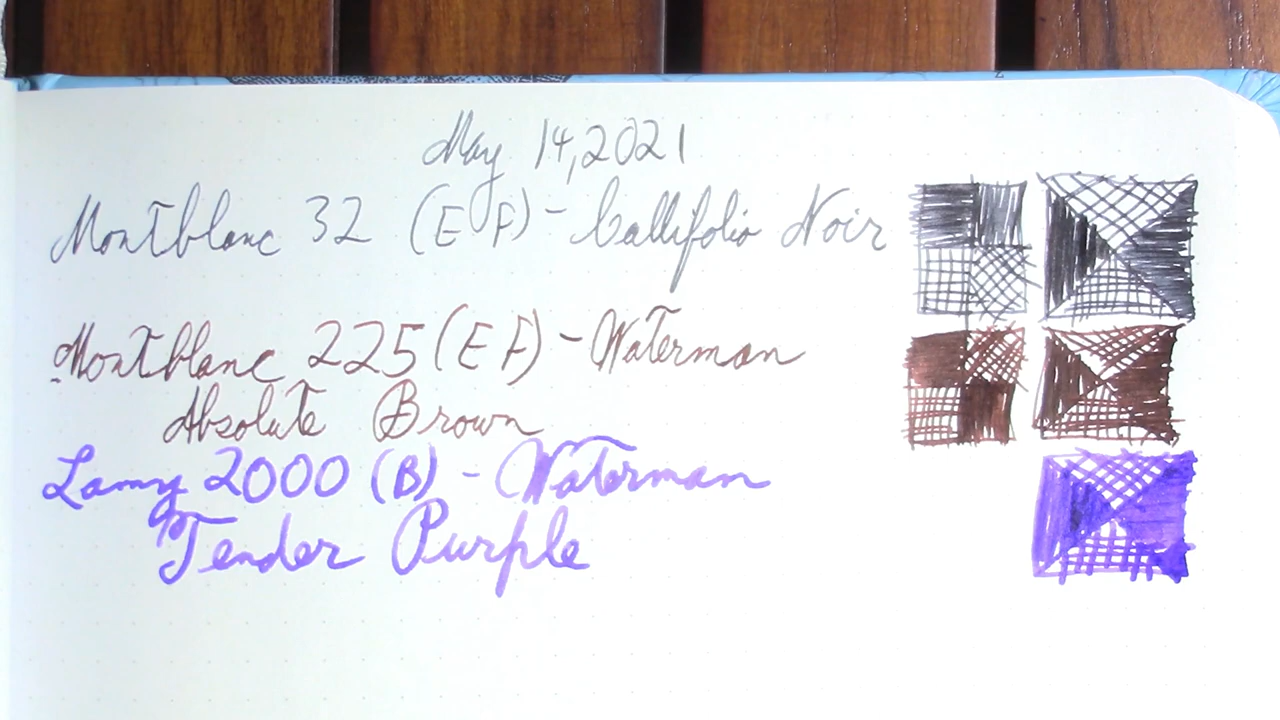 May 14, 2021
Montblanc 32 (EF) - Callifolio Noir
Montblanc 225 (EF) - Waterman
Absolute Brown
Lamy 2000 (B) - Waterman
Tender Purple